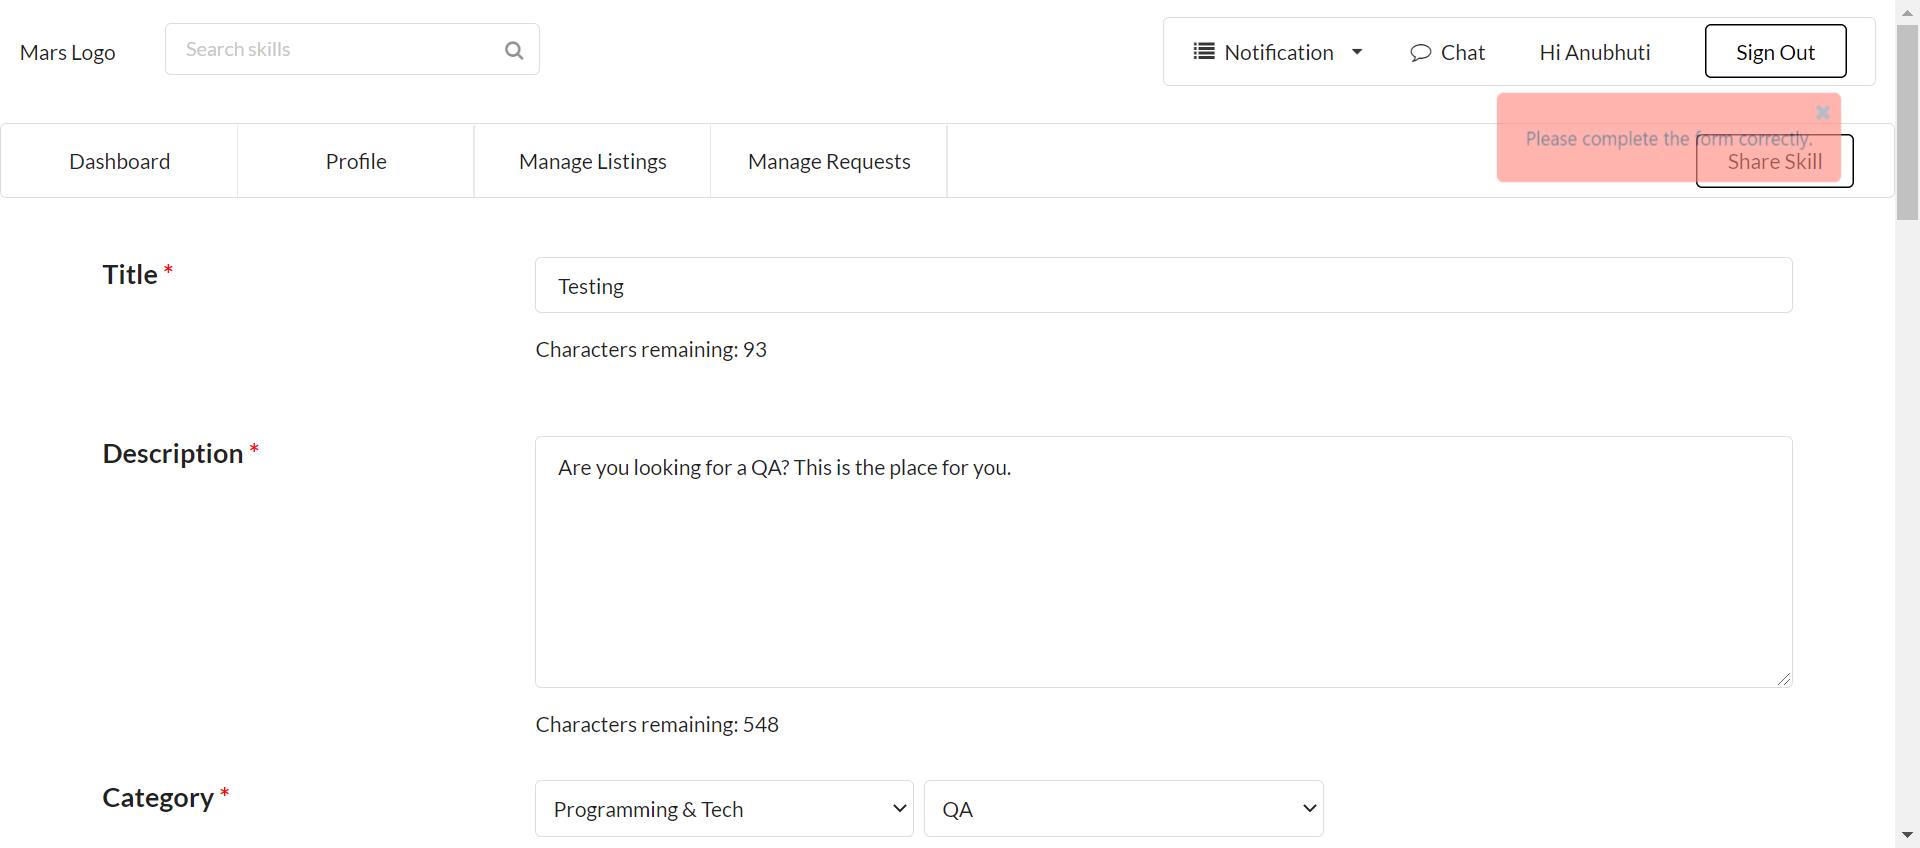 Mars Logo
Search skills
Notification
Chat
Hi Anubhuti
Sign Out
Please complete the form correctly.
Dashboard
Profile
Manage Listings
Manage Requests
Share Skill
Title *
Testing
Characters remaining: 93
Description *
Are you looking for a QA? This is the place for you.
Characters remaining: 548
Category *
Programming & Tech
QA